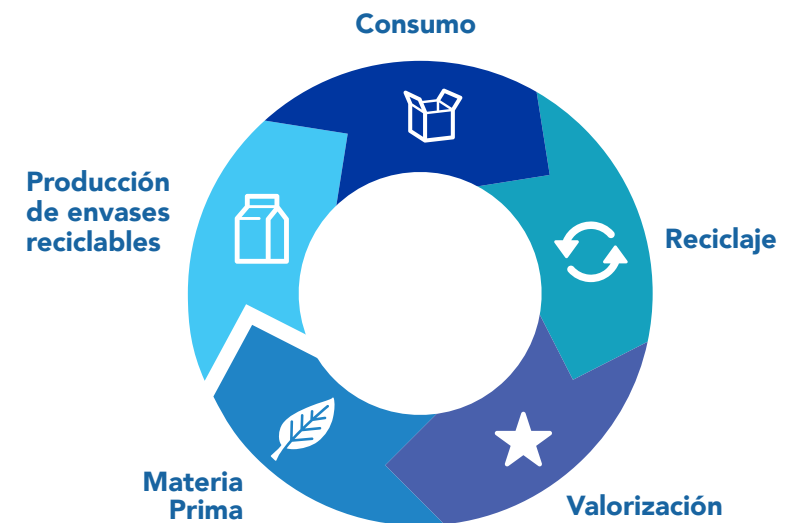 Consumo
Producción
de envases
reciclables
Reciclaje
Materia
Prima
Valorización